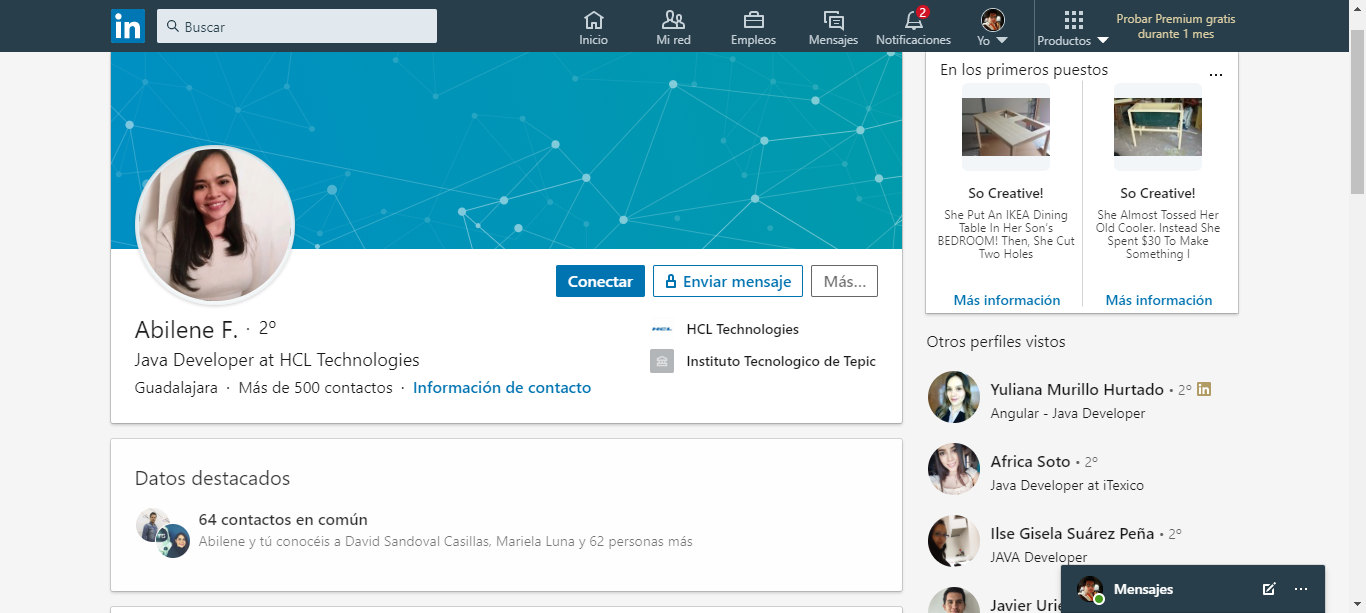 in
Buscar
Inicio
Mi red
Empleos
Mensajes
2
Notificaciones
Yo
Productos
Probar Premium gratis
durante 1 mes
Conectar
Enviar mensaje
Más...
Abilene F. · 2º
Java Developer at HCL Technologies
Guadalajara · Más de 500 contactos · Información de contacto
HCL
HCL Technologies
Instituto Tecnologico de Tepic
Datos destacados
64 contactos en común
Abilene y tú conocéis a David Sandoval Casillas, Mariela Luna y 62 personas más
En los primeros puestos
...
So Creative!
She Put An IKEA Dining
Table In Her Son's
BEDROOM! Then, She Cut
Two Holes
Más información
So Creative!
She Almost Tossed Her
Old Cooler. Instead She
Spent $30 To Make
Something I
Más información
Otros perfiles vistos
Yuliana Murillo Hurtado • 2º in
Angular - Java Developer
Africa Soto • 2º
Java Developer at iTexico
Ilse Gisela Suárez Peña • 2º
JAVA Developer
Javier Urie
Mensajes
...